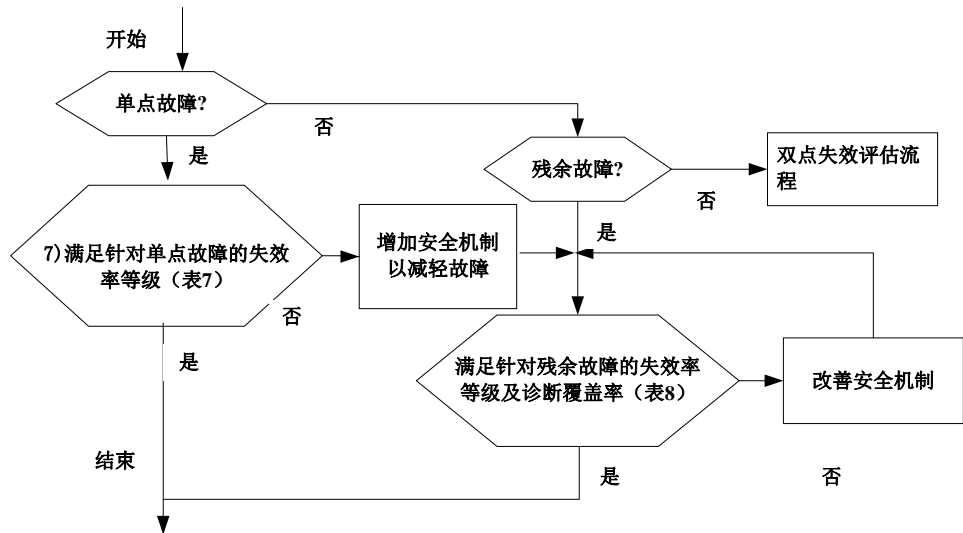 开始
单点故障?
否
是
残余故障?
双点失效评估流
程
否
是
7)满足针对单点故障的失效
率等级（表7）
增加安全机制
以减轻故障
否
是
满足针对残余故障的失效率
等级及诊断覆盖率（表8）
改善安全机制
结束
是
否